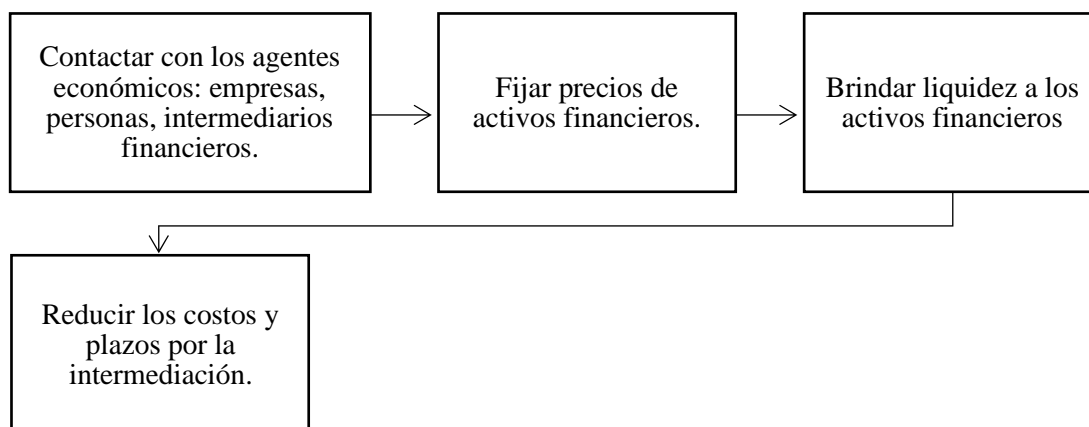 Contactar con los agentes
económicos: empresas,
personas, intermediarios
financieros.
Fijar precios de
activos financieros.
Brindar liquidez a los
activos financieros
Reducir los costos y
plazos por la
intermediación.